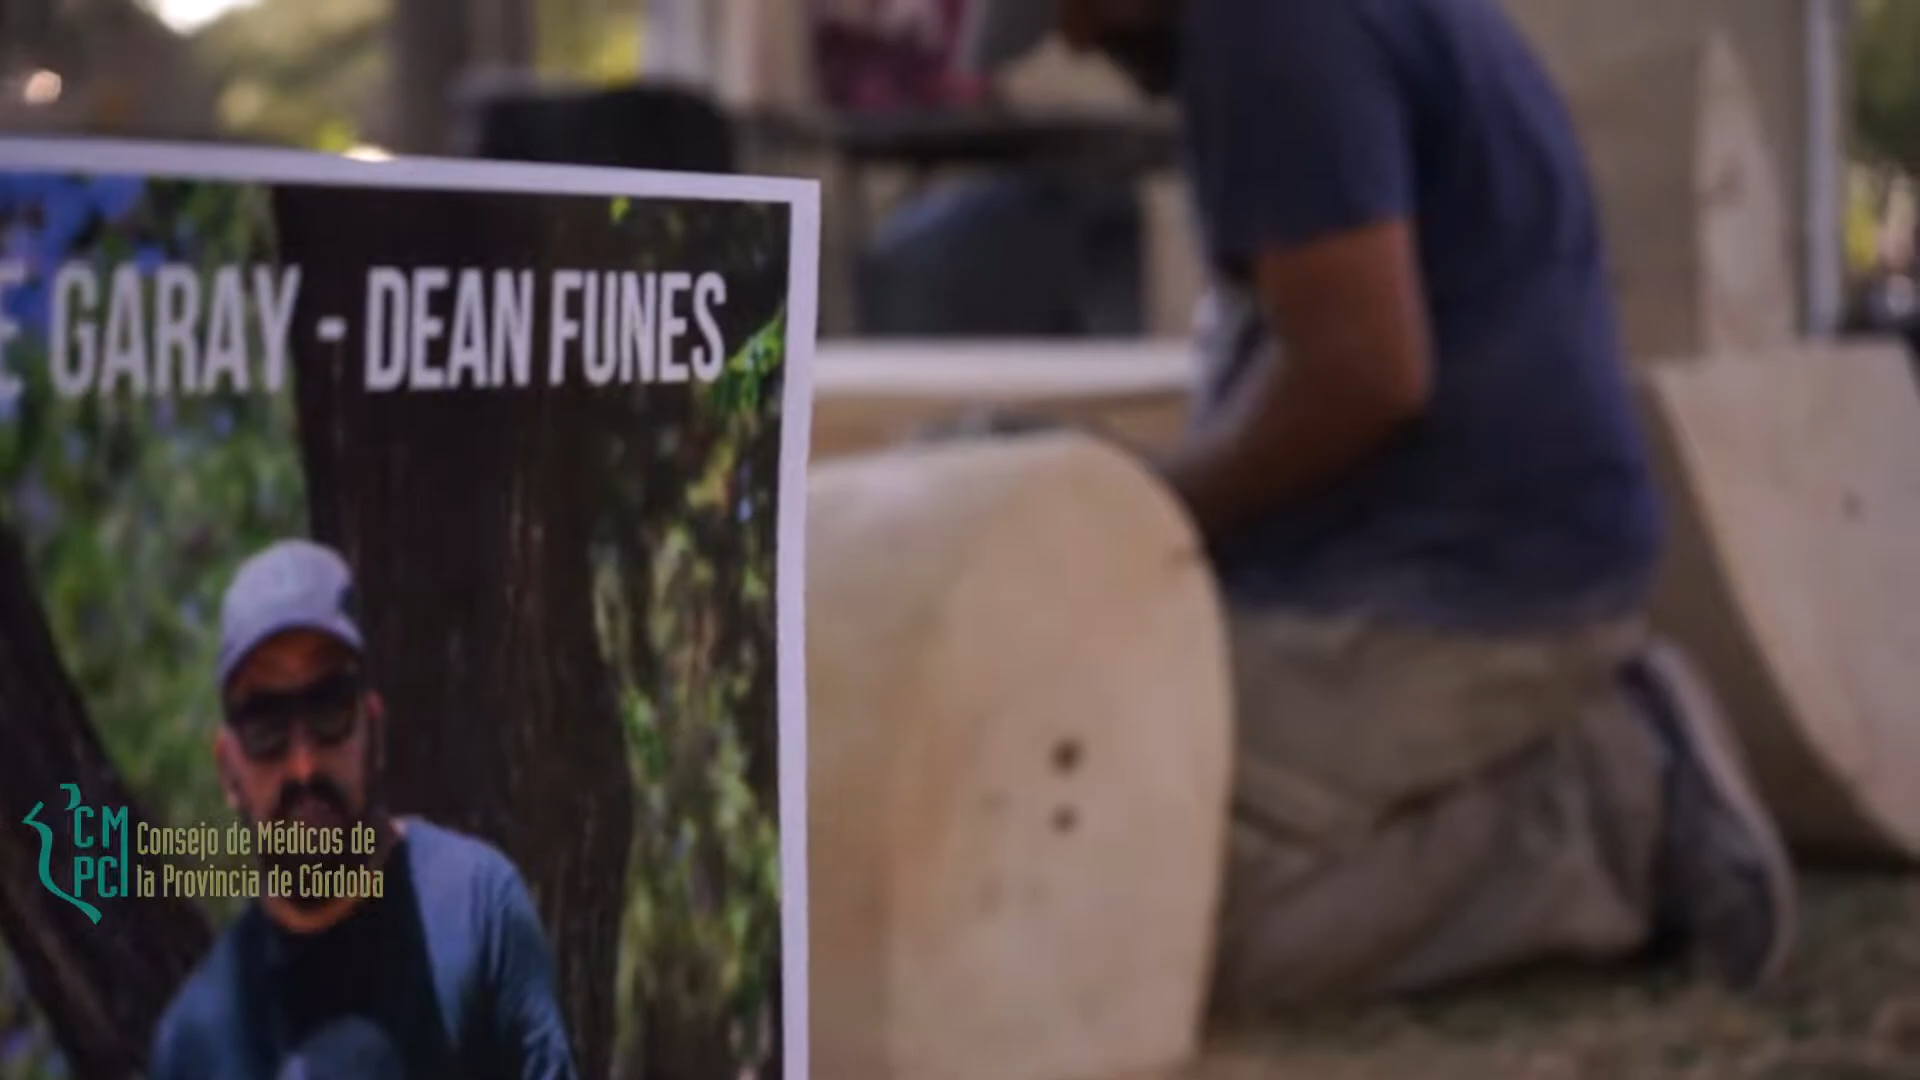 E GARAY - DEAN FUNES
CM
PC
Consejo de Médicos de
la Provincia de Córdoba